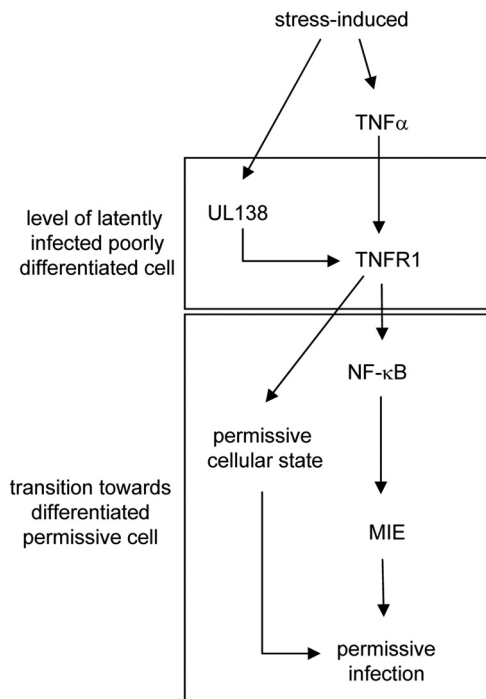 stress-induced
TNFα
level of latently
infected poorly
differentiated cell
UL138
TNFR1
NF-κB
permissive
cellular state
transition towards
differentiated
permissive cell
MIE
permissive
infection